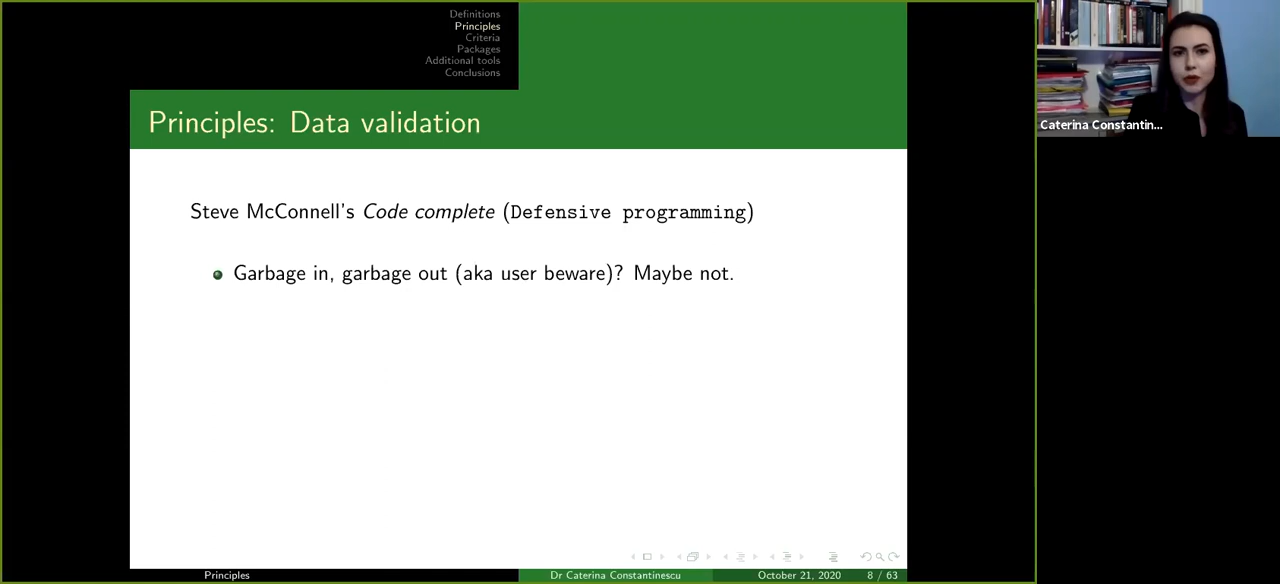 Definitions
Principles
Criteria
Packages
Additional tools
Conclusions
Principles: Data validation
Steve McConnell's Code complete (Defensive programming)
Garbage in, garbage out (aka user beware)? Maybe not.
Principles
Dr Caterina Constantinescu
October 21, 2020
8 / 63
Caterina Constantin...